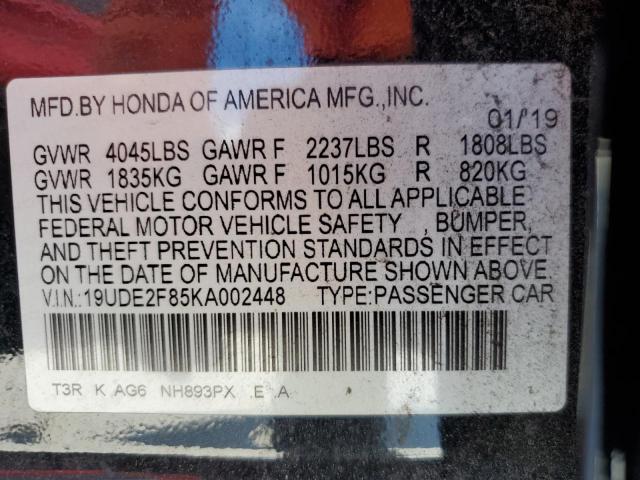 MFD.BY HONDA OF AMERICA MFG.,INC.
01/'19
GVWR 4045LBS GAWR F 2237LBS R 1808LBS
GVWR 1835KG GAWR F 1015KG R 820KG
THIS VEHICLE CONFORMS TO ALL APPLICABLE
FEDERAL MOTOR VEHICLE SAFETY , BUMPER,
AND THEFT PREVENTION STANDARDS IN EFFECT
ON THE DATE OF MANUFACTURE SHOWN ABOVE.
V.I.N.:19UDE2F85KA002448 TYPE:PASSENGER CAR
T3R K AG6 NH893PX .E .A